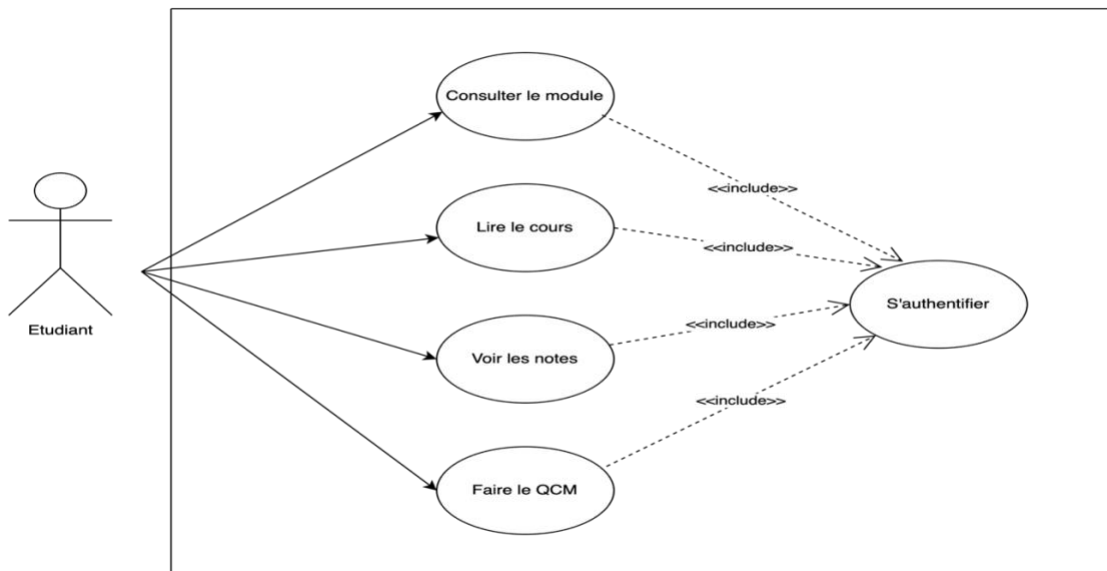 Consulter le module
<<include>>
Lire le cours
<<include>>
S'authentifier
Etudiant
<<include>>
Voir les notes
<<include>>
Faire le QCM